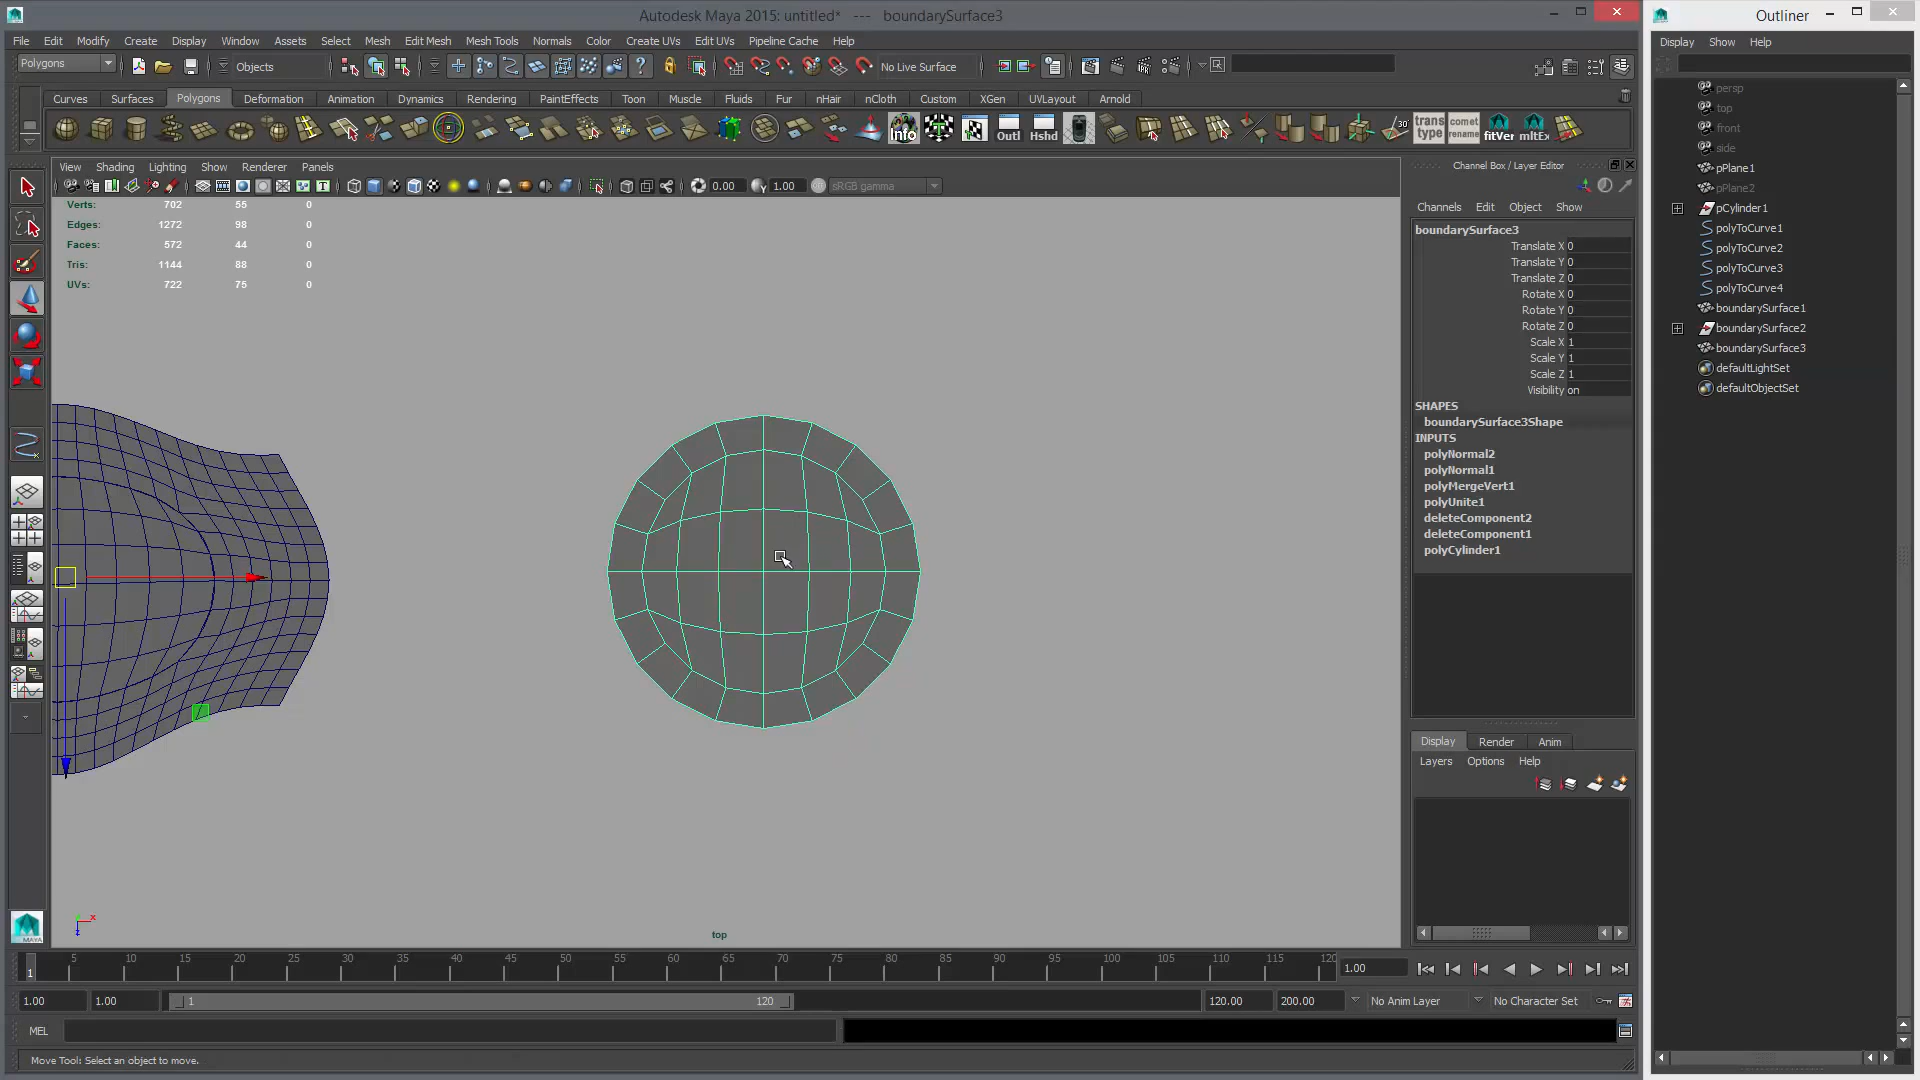 Autodesk Maya 2015: untitled* --- boundarySurface3
Outliner
File Edit Modify Create Display Window Assets Select Mesh Edit Mesh Mesh Tools Normals Color Create UVs Edit UVs Pipeline Cache Help
Display Show Help
Polygons
Objects
No Live Surface
Curves Surfaces Polygons Deformation Animation Dynamics Rendering PaintEffects Toon Muscle Fluids Fur nHair nCloth Custom XGen UVLayout Arnold
Info
Outl
Hshd
30
trans type
comet rename
fitVer
mltEx
View Shading Lighting Show Renderer Panels
0.00
1.00
sRGB gamma
Verts: 702 55 0
Edges: 1272 98 0
Faces: 572 44 0
Tris: 1144 88 0
UVs: 722 75 0
top
Channel Box / Layer Editor
Channels Edit Object Show
boundarySurface3
Translate X 0
Translate Y 0
Translate Z 0
Rotate X 0
Rotate Y 0
Rotate Z 0
Scale X 1
Scale Y 1
Scale Z 1
Visibility on
SHAPES
boundarySurface3Shape
INPUTS
polyNormal2
polyNormal1
polyMergeVert1
polyUnite1
deleteComponent2
deleteComponent1
polyCylinder1
Display Render Anim
Layers Options Help
persp
top
front
side
pPlane1
pPlane2
pCylinder1
polyToCurve1
polyToCurve2
polyToCurve3
polyToCurve4
boundarySurface1
boundarySurface2
boundarySurface3
defaultLightSet
defaultObjectSet
MAYA
1 5 10 15 20 25 30 35 40 45 50 55 60 65 70 75 80 85 90 95 100 105 110 115 120
1.00
1.00 1.00 1 120 120.00 200.00 No Anim Layer No Character Set
MEL
Move Tool: Select an object to move.